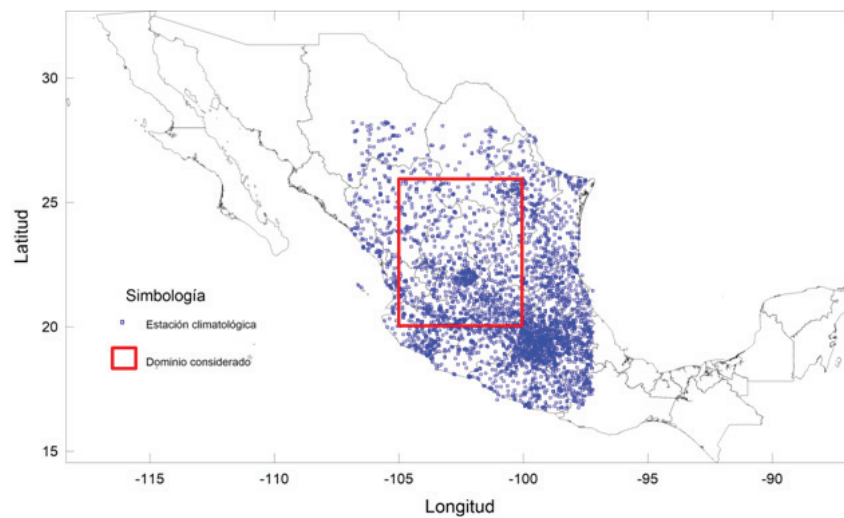 30
25
20
15
Latitud
Simbología
Estación climatológica
Dominio considerado
-115
-110
-105
-100
-95
-90
Longitud